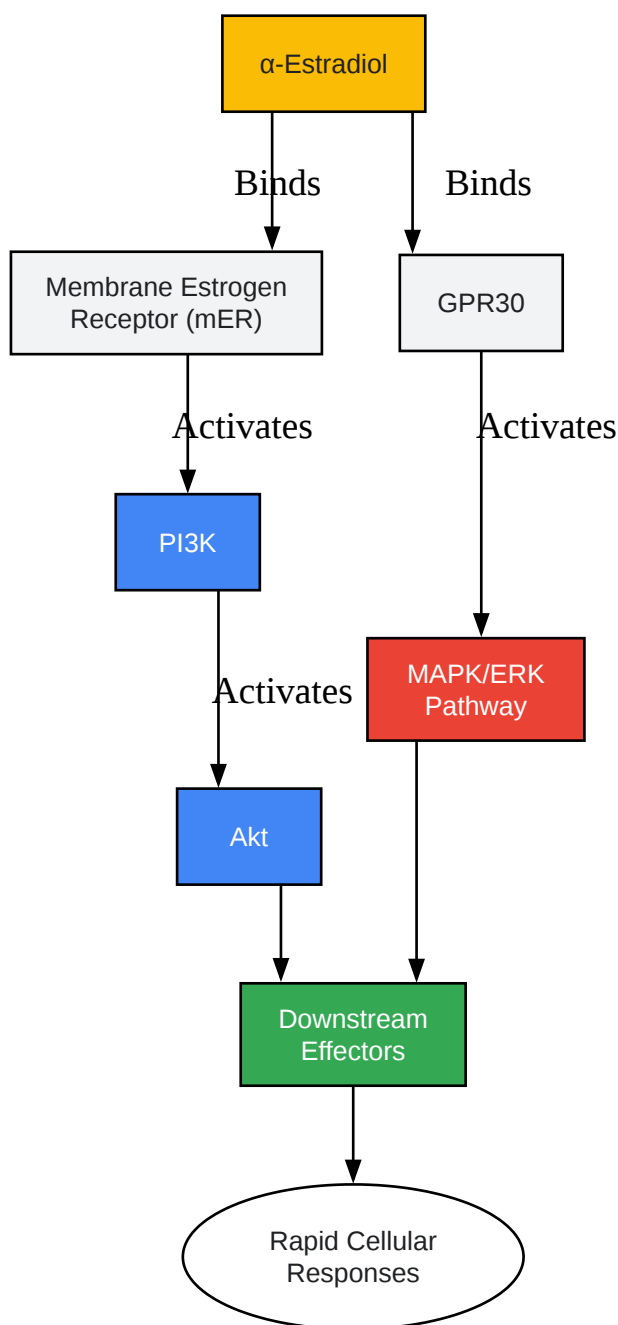 α-Estradiol
Binds
Binds
Membrane Estrogen
Receptor (mER)
GPR30
Activates
Activates
PI3K
MAPK/ERK
Pathway
Activates
Akt
Downstream
Effectors
Rapid Cellular
Responses